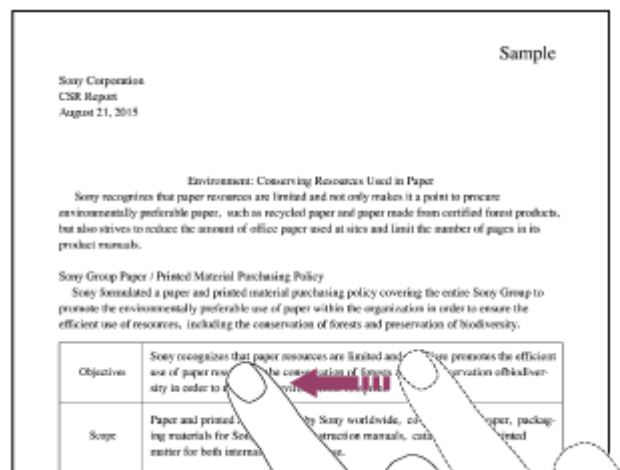 Sample
Sony Corporation
CSR Report
August 21, 2015
Environment: Conserving Resources Used in Paper
Sony recognizes that paper resources are limited and not only makes it a point to procure
environmentally preferable paper, such as recycled paper and paper made from certified forest products,
but also strives to reduce the amount of office paper used at sites and limit the number of pages in its
product manuals.
Sony Group Paper / Printed Material Purchasing Policy
Sony formulated a paper and printed material purchasing policy covering the entire Sony Group to
promote the environmentally preferable use of paper within the organization in order to ensure the
efficient use of resources, including the conservation of forests and preservation of biodiversity.
Objectives
Sony recognizes that paper resources are limited and promotes the efficient
use of paper the conservation of forests ofbiodiver-
sity in order to
Scope
Paper and printed by Sony worldwide, packag-
ing materials for manuals,
matter for both